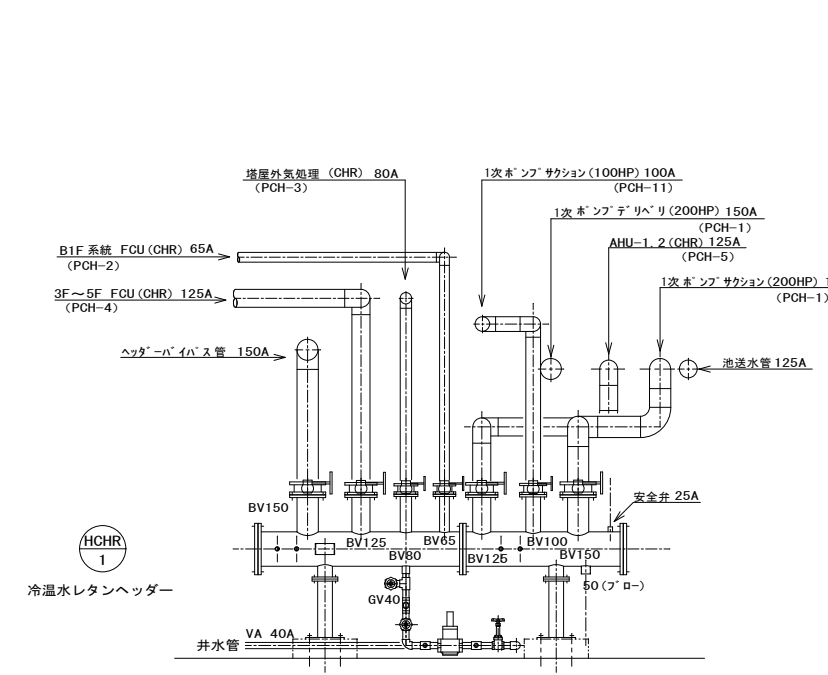 塔屋外気処理 (CHR) 80A
(PCH-3)
1次ポンプサクション(100HP) 100A
(PCH-11)
1次ポンプデリベリ(200HP) 150A
(PCH-1)
B1F 系統 FCU(CHR) 65A
(PCH-2)
AHU-1.2(CHR) 125A
(PCH-5)
3F～5F FCU(CHR) 125A
(PCH-4)
1次ポンプサクション(200HP)
(PCH-1)
ヘッダーバイパス管 150A
池送水管 125A
安全弁 25A
BV150
HCHR
1
BV125
BV80
BV65
BV125
BV100
BV150
冷温水レタンヘッダー
50(ブロー)
GV40
井水管 VA 40A